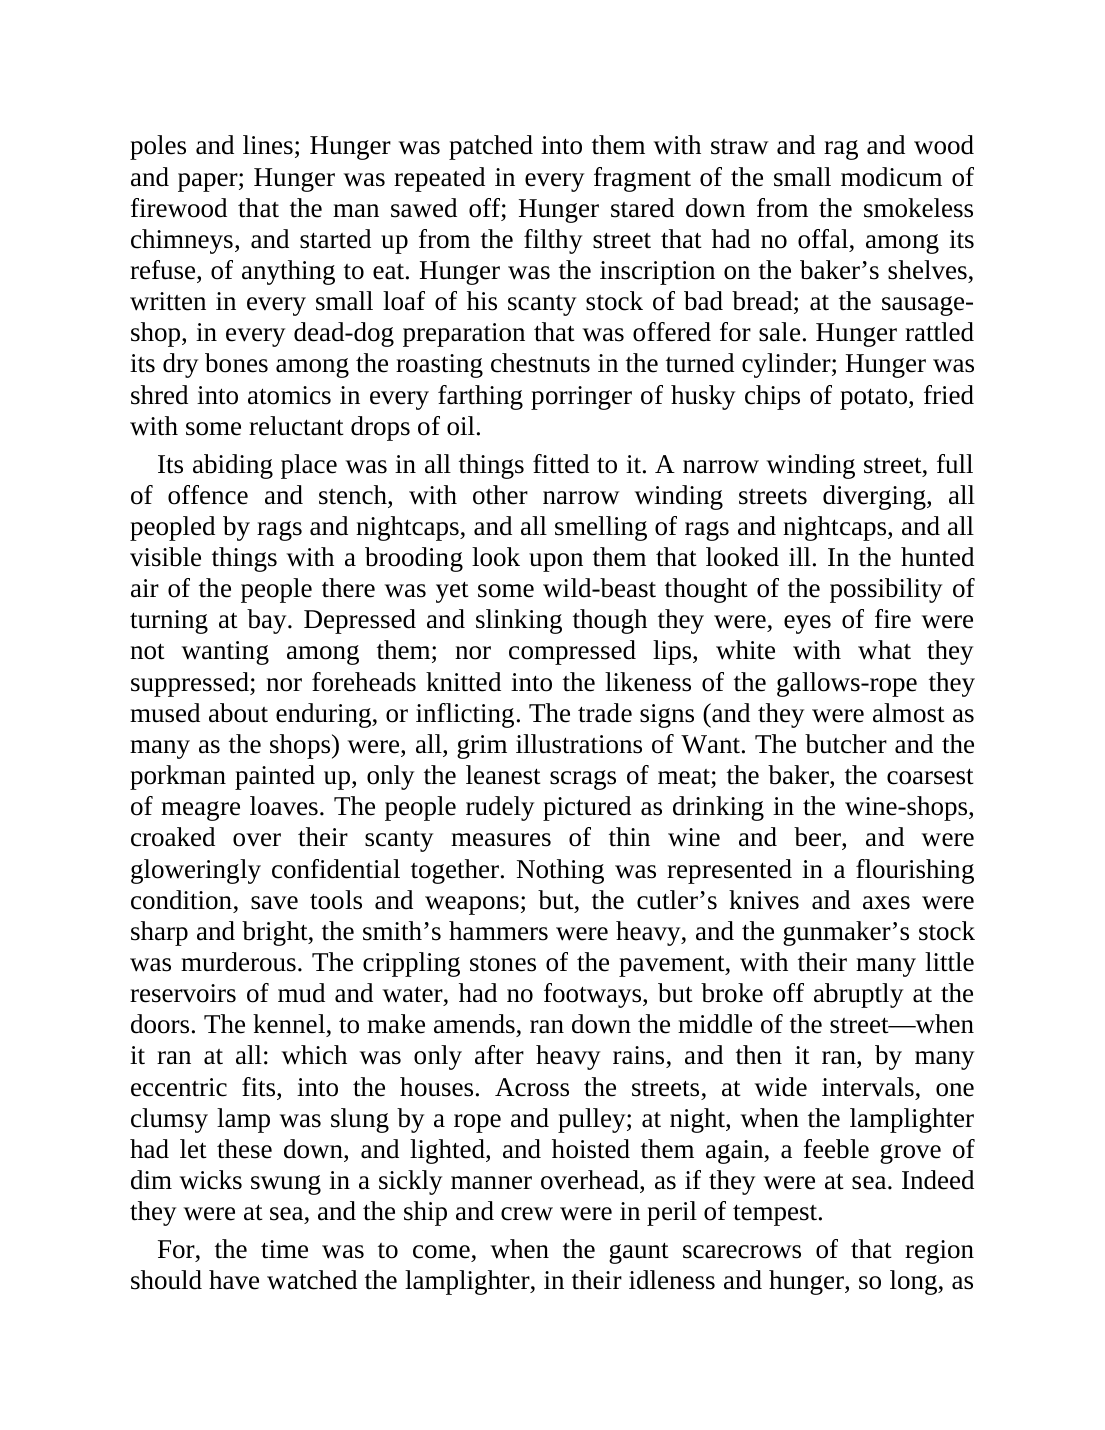 poles and lines; Hunger was patched into them with straw and rag and wood
and paper; Hunger was repeated in every fragment of the small modicum of
firewood that the man sawed off; Hunger stared down from the smokeless
chimneys, and started up from the filthy street that had no offal, among its
refuse, of anything to eat. Hunger was the inscription on the baker’s shelves,
written in every small loaf of his scanty stock of bad bread; at the sausage-
shop, in every dead-dog preparation that was offered for sale. Hunger rattled
its dry bones among the roasting chestnuts in the turned cylinder; Hunger was
shred into atomics in every farthing porringer of husky chips of potato, fried
with some reluctant drops of oil.
Its abiding place was in all things fitted to it. A narrow winding street, full
of offence and stench, with other narrow winding streets diverging, all
peopled by rags and nightcaps, and all smelling of rags and nightcaps, and all
visible things with a brooding look upon them that looked ill. In the hunted
air of the people there was yet some wild-beast thought of the possibility of
turning at bay. Depressed and slinking though they were, eyes of fire were
not wanting among them; nor compressed lips, white with what they
suppressed; nor foreheads knitted into the likeness of the gallows-rope they
mused about enduring, or inflicting. The trade signs (and they were almost as
many as the shops) were, all, grim illustrations of Want. The butcher and the
porkman painted up, only the leanest scrags of meat; the baker, the coarsest
of meagre loaves. The people rudely pictured as drinking in the wine-shops,
croaked over their scanty measures of thin wine and beer, and were
gloweringly confidential together. Nothing was represented in a flourishing
condition, save tools and weapons; but, the cutler’s knives and axes were
sharp and bright, the smith’s hammers were heavy, and the gunmaker’s stock
was murderous. The crippling stones of the pavement, with their many little
reservoirs of mud and water, had no footways, but broke off abruptly at the
doors. The kennel, to make amends, ran down the middle of the street—when
it ran at all: which was only after heavy rains, and then it ran, by many
eccentric fits, into the houses. Across the streets, at wide intervals, one
clumsy lamp was slung by a rope and pulley; at night, when the lamplighter
had let these down, and lighted, and hoisted them again, a feeble grove of
dim wicks swung in a sickly manner overhead, as if they were at sea. Indeed
they were at sea, and the ship and crew were in peril of tempest.
For, the time was to come, when the gaunt scarecrows of that region
should have watched the lamplighter, in their idleness and hunger, so long, as